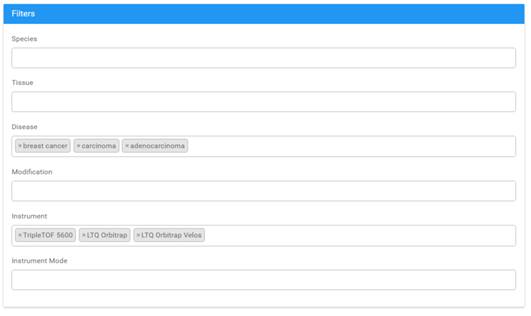 Filters
Species
Tissue
Disease
× breast cancer × carcinoma × adenocarcinoma
Modification
Instrument
× TripleTOF 5600 × LTQ Orbitrap × LTQ Orbitrap Velos
Instrument Mode